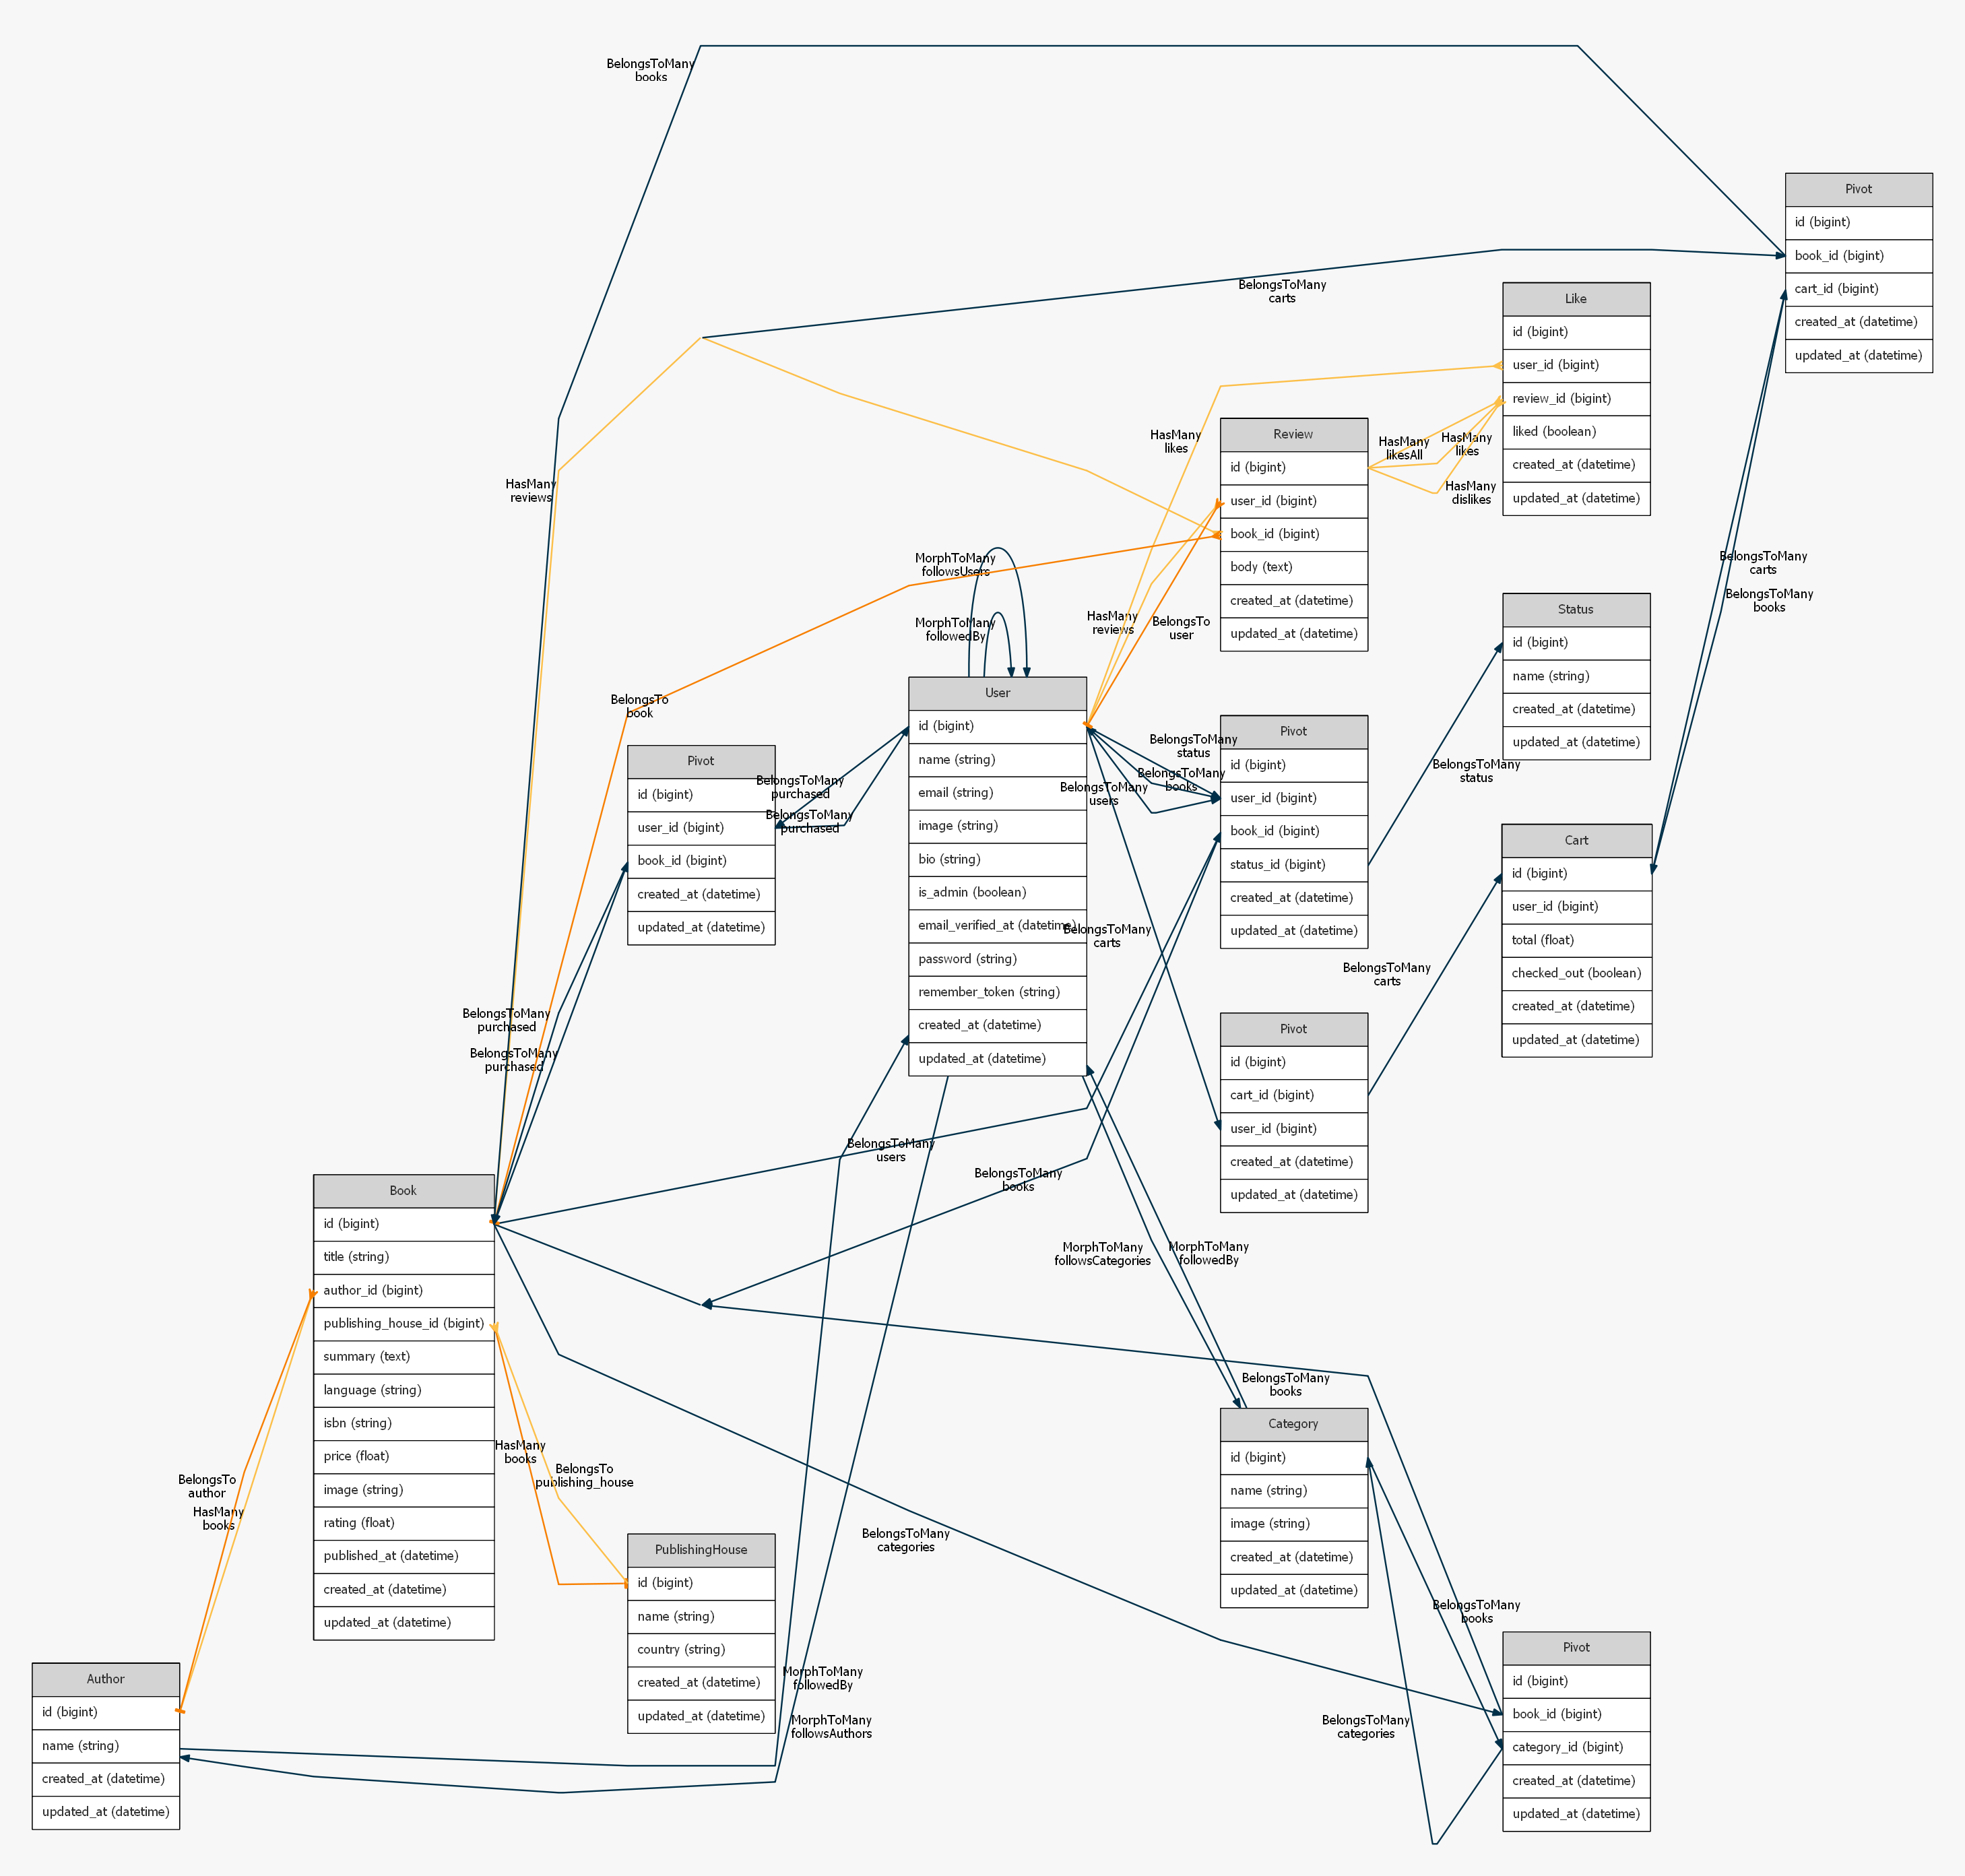 BelongsToMany
books
Pivot
id (bigint)
book_id (bigint)
cart_id (bigint)
created_at (datetime)
updated_at (datetime)
BelongsToMany
carts
Like
id (bigint)
user_id (bigint)
review_id (bigint)
liked (boolean)
created_at (datetime)
updated_at (datetime)
HasMany
likes
HasMany
likesAll
HasMany
likes
HasMany
dislikes
HasMany
reviews
Review
id (bigint)
user_id (bigint)
book_id (bigint)
body (text)
created_at (datetime)
updated_at (datetime)
MorphToMany
followsUsers
MorphToMany
followedBy
HasMany
reviews
BelongsTo
user
BelongsToMany
carts
BelongsToMany
books
Status
id (bigint)
name (string)
created_at (datetime)
updated_at (datetime)
BelongsTo
book
User
id (bigint)
name (string)
email (string)
image (string)
bio (string)
is_admin (boolean)
email_verified_at (datetime)
password (string)
remember_token (string)
created_at (datetime)
updated_at (datetime)
Pivot
id (bigint)
user_id (bigint)
book_id (bigint)
created_at (datetime)
updated_at (datetime)
BelongsToMany
purchased
BelongsToMany
purchased
BelongsToMany
status
BelongsToMany
books
BelongsToMany
users
Pivot
id (bigint)
user_id (bigint)
book_id (bigint)
status_id (bigint)
created_at (datetime)
updated_at (datetime)
BelongsToMany
status
Cart
id (bigint)
user_id (bigint)
total (float)
checked_out (boolean)
created_at (datetime)
updated_at (datetime)
BelongsToMany
carts
BelongsToMany
carts
Pivot
id (bigint)
cart_id (bigint)
user_id (bigint)
created_at (datetime)
updated_at (datetime)
BelongsToMany
purchased
BelongsToMany
purchased
BelongsToMany
users
BelongsToMany
books
Book
id (bigint)
title (string)
author_id (bigint)
publishing_house_id (bigint)
summary (text)
language (string)
isbn (string)
price (float)
image (string)
rating (float)
published_at (datetime)
created_at (datetime)
updated_at (datetime)
MorphToMany
followsCategories
MorphToMany
followedBy
BelongsToMany
books
Category
id (bigint)
name (string)
image (string)
created_at (datetime)
updated_at (datetime)
HasMany
books
BelongsTo
publishing_house
BelongsTo
author
HasMany
books
BelongsToMany
categories
PublishingHouse
id (bigint)
name (string)
country (string)
created_at (datetime)
updated_at (datetime)
BelongsToMany
books
Pivot
id (bigint)
book_id (bigint)
category_id (bigint)
created_at (datetime)
updated_at (datetime)
BelongsToMany
categories
MorphToMany
followedBy
MorphToMany
followsAuthors
Author
id (bigint)
name (string)
created_at (datetime)
updated_at (datetime)